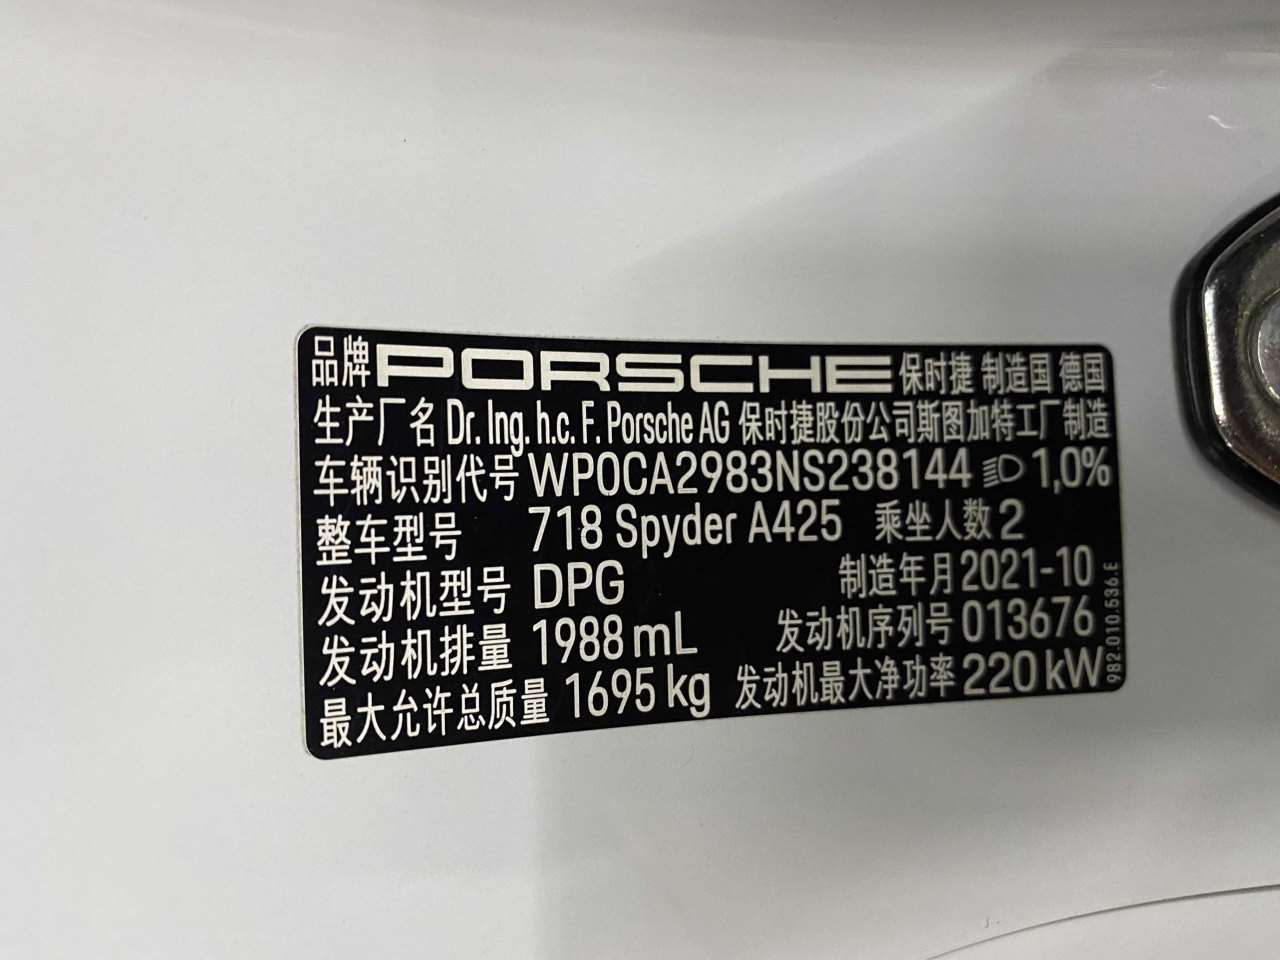 品牌 PORSCHE 保时捷 制造国 德国
生产厂名 Dr. Ing. h.c. F. Porsche AG 保时捷股份公司斯图加特工厂制造
车辆识别代号 WP0CA2983NS238144 1,0%
整车型号 718 Spyder A425 乘坐人数 2
发动机型号 DPG 制造年月 2021-10
发动机排量 1988 mL 发动机序列号 013676
最大允许总质量 1695 kg 发动机最大净功率 220 kW
982.010.536.E